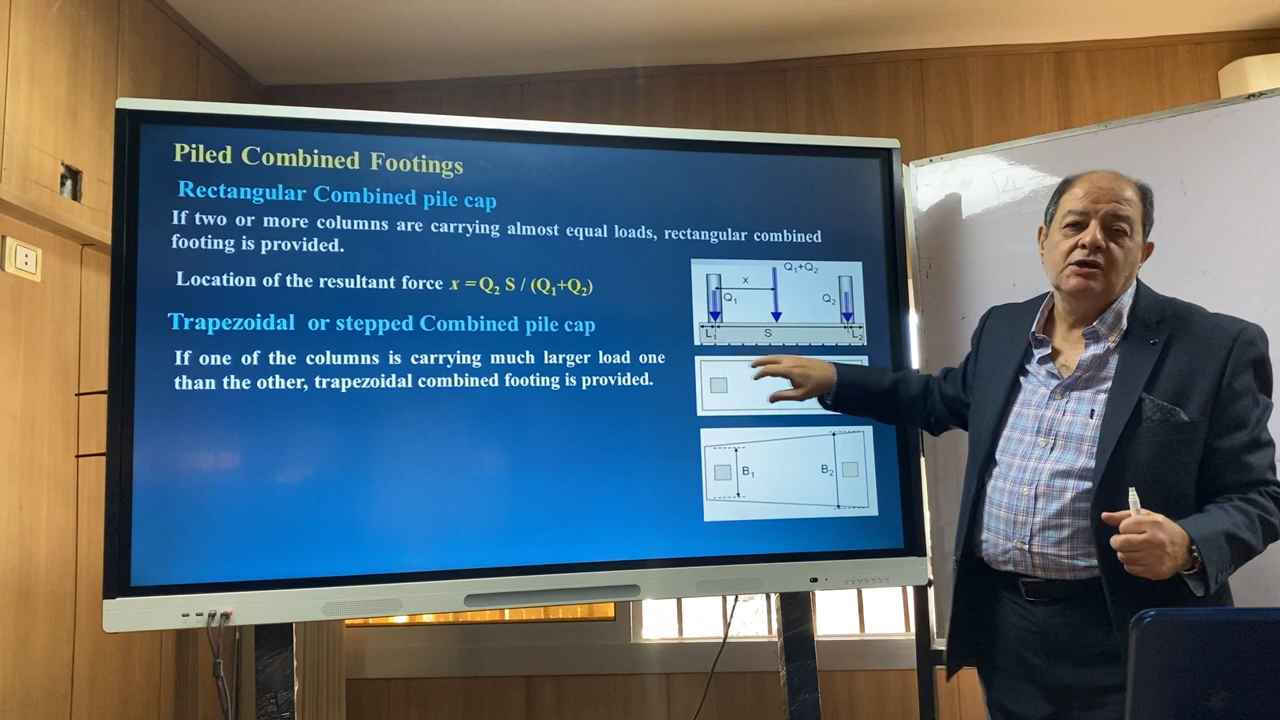 Piled Combined Footings
Rectangular Combined pile cap
If two or more columns are carrying almost equal loads, rectangular combined
footing is provided.
Location of the resultant force x = Q₂ S / (Q₁+Q₂)
Trapezoidal or stepped Combined pile cap
If one of the columns is carrying much larger load one
than the other, trapezoidal combined footing is provided.
Q₁+Q₂
x
Q₁
Q₂
L₁
S
L₂
B₁
B₂